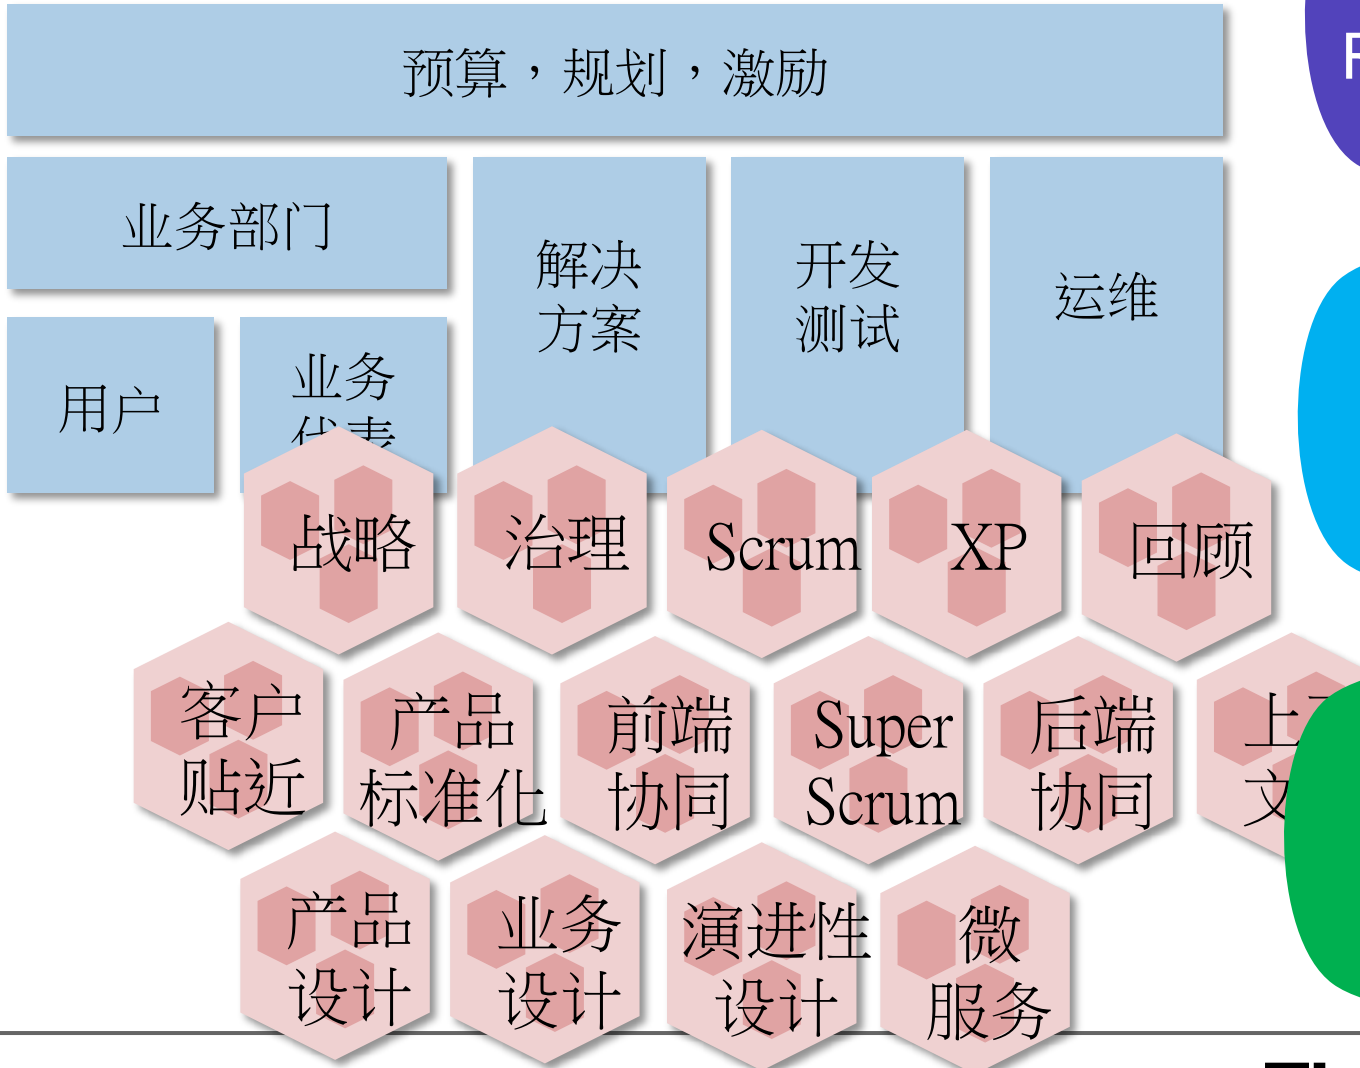 预算，规划，激励
业务部门
解决
方案
开发
测试
运维
用户
业务
代表
战略
治理
Scrum
XP
回顾
客户
贴近
产品
标准化
前端
协同
Super
Scrum
后端
协同
上
文
产品
设计
业务
设计
演进性
设计
微
服务